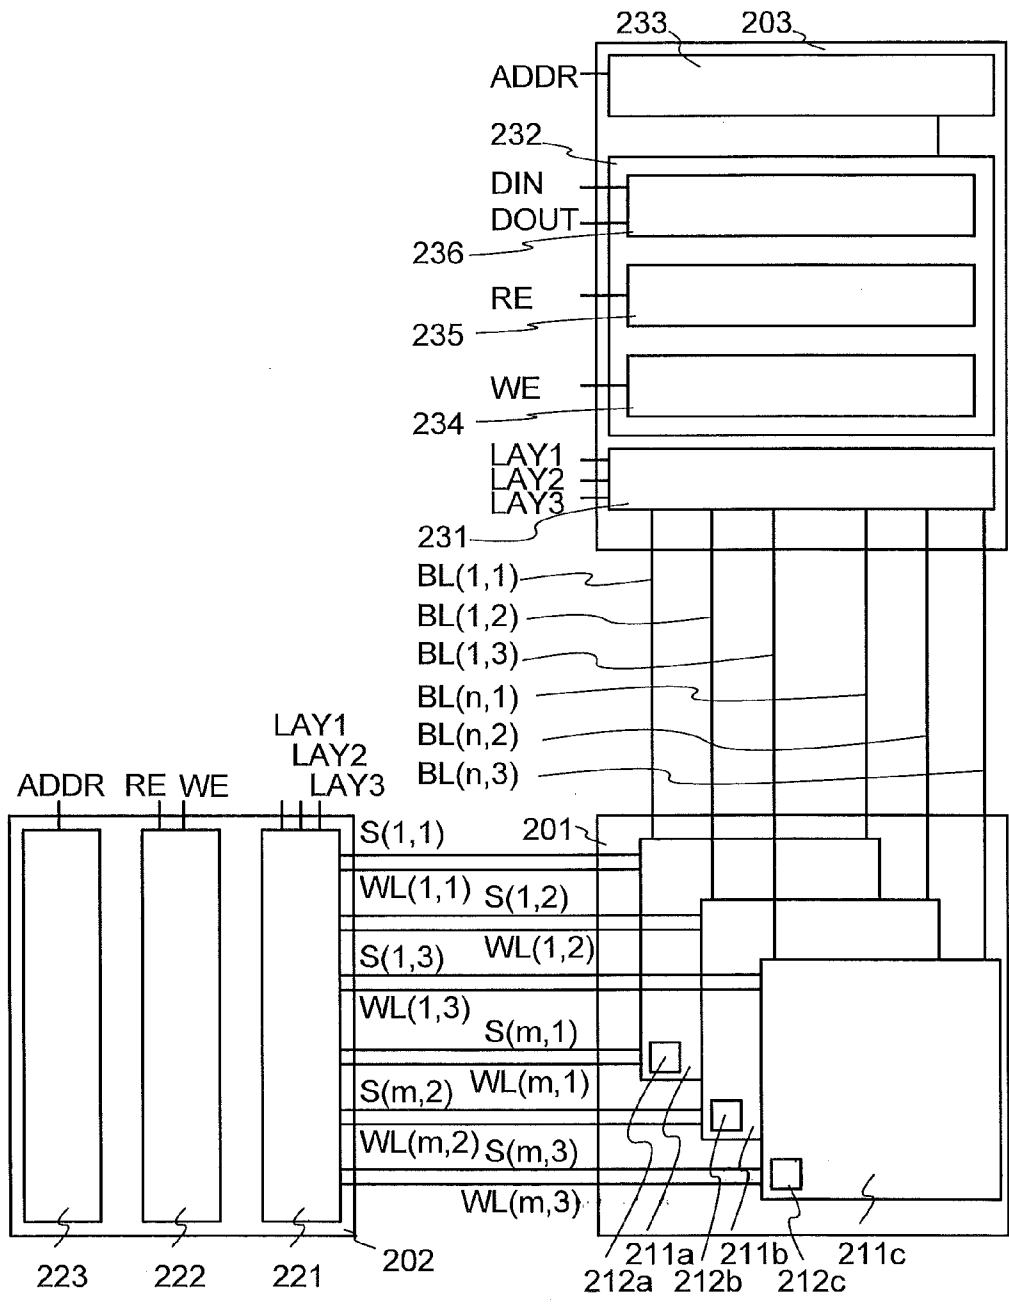 233 203
ADDR
232
DIN
DOUT
236
RE
235
WE
234
LAY1
LAY2
LAY3
231
BL(1,1)
BL(1,2)
BL(1,3)
BL(n,1)
BL(n,2)
BL(n,3)
LAY1
LAY2
LAY3
ADDR RE WE
201
S(1,1)
WL(1,1)
S(1,2)
WL(1,2)
S(1,3)
WL(1,3)
S(m,1)
WL(m,1)
S(m,2)
WL(m,2)
S(m,3)
WL(m,3)
202
223 222 221
211a 211b 211c
212a 212b 212c